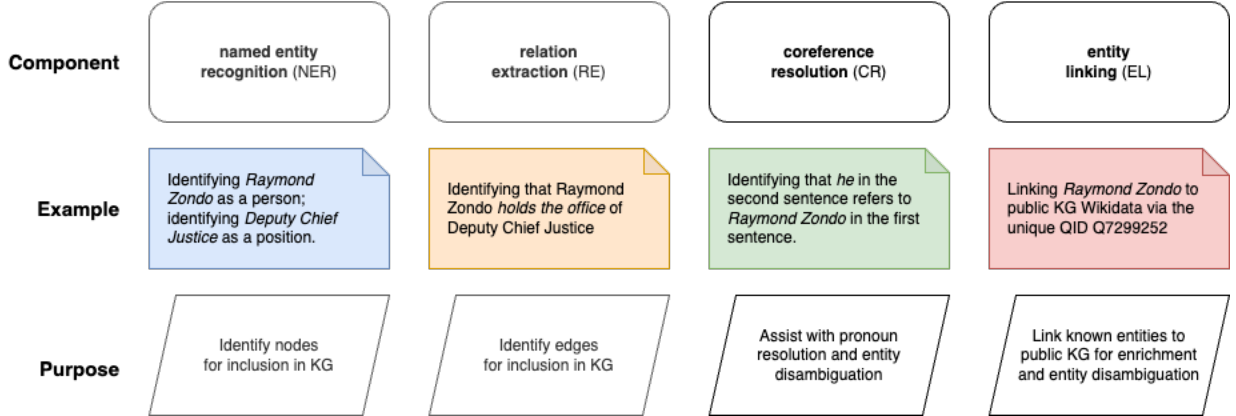 Component
named entity
recognition (NER)
relation
extraction (RE)
coreference
resolution (CR)
entity
linking (EL)
Example
Identifying Raymond
Zondo as a person;
identifying Deputy Chief
Justice as a position.
Identifying that Raymond
Zondo holds the office of
Deputy Chief Justice
Identifying that he in the
second sentence refers to
Raymond Zondo in the first
sentence.
Linking Raymond Zondo to
public KG Wikidata via the
unique QID Q7299252
Purpose
Identify nodes
for inclusion in KG
Identify edges
for inclusion in KG
Assist with pronoun
resolution and entity
disambiguation
Link known entities to
public KG for enrichment
and entity disambiguation